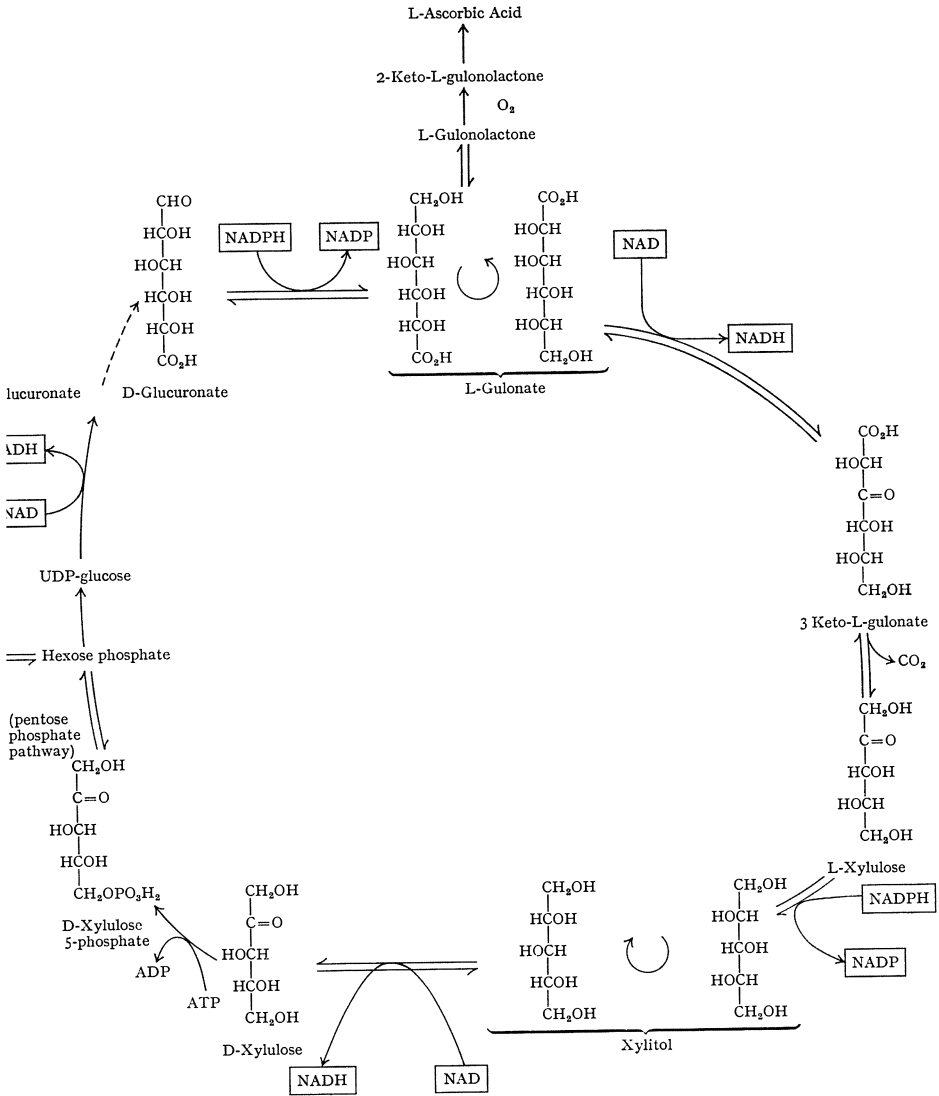 L-Ascorbic Acid
2-Keto-L-gulonolactone
O₂
L-Gulonolactone
CHO
HCOH
HOCH
HCOH
HCOH
CO₂H
D-Glucuronate
NADPH
NADP
CH₂OH
HCOH
HOCH
HCOH
HCOH
CO₂H
CO₂H
HOCH
HOCH
HCOH
HOCH
CH₂OH
L-Gulonate
NAD
NADH
CO₂H
HOCH
C=O
HCOH
HOCH
CH₂OH
3 Keto-L-gulonate
CO₂
CH₂OH
C=O
HCOH
HOCH
CH₂OH
L-Xylulose
NADPH
NADP
CH₂OH
HOCH
HCOH
HOCH
CH₂OH
CH₂OH
HCOH
HOCH
HCOH
CH₂OH
Xylitol
NAD
NADH
CH₂OH
C=O
HOCH
HCOH
CH₂OH
D-Xylulose
ATP
ADP
CH₂OH
C=O
HOCH
HCOH
CH₂OPO₃H₂
D-Xylulose
5-phosphate
(pentose
phosphate
pathway)
Hexose phosphate
UDP-glucose
NAD
ADH
lucuronate